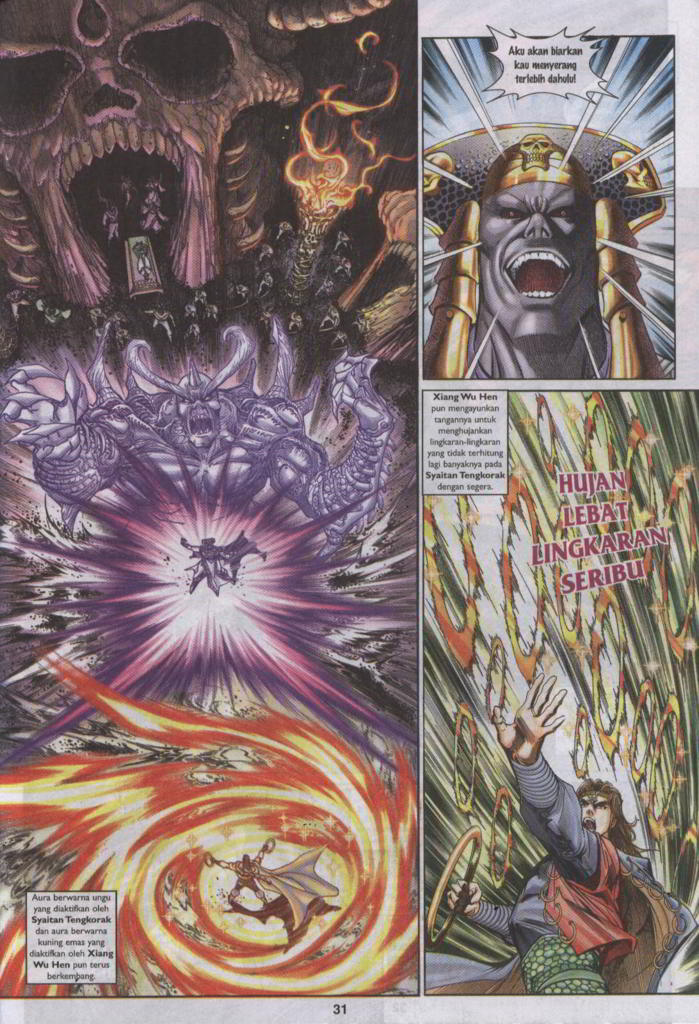 Aura berwarna ungu
yang diaktifkan oleh
Syaitan Tengkorak
dan aura berwarna
kuning emas yang
diaktifkan oleh Xiang
Wu Hen pun terus
berkembang.
Aku akan biarkan
kau menyerang
terlebih dahulu!
Xiang Wu Hen
pun mengayunkan
tangannya untuk
menghujankan
lingkaran-lingkaran
yang tidak terhitung
lagi banyaknya pada
Syaitan Tengkorak
dengan segera.
HUJAN
LEBAT
LINGKARAN
SERIBU
31